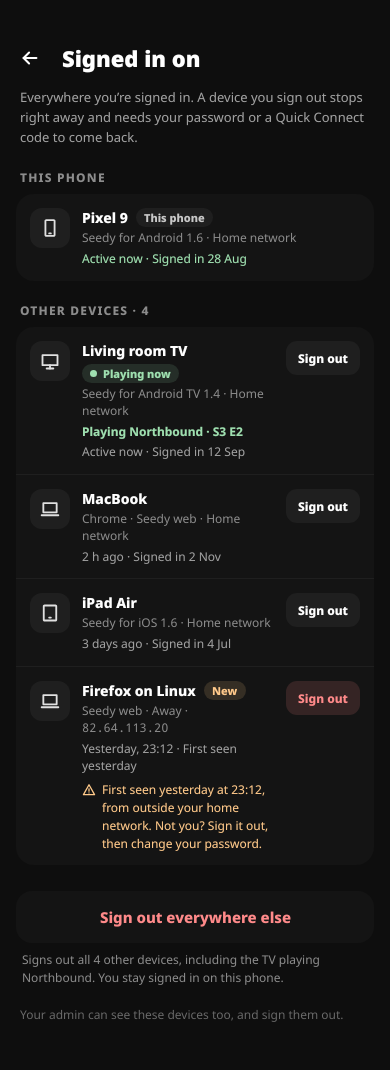 Signed in on
Everywhere you’re signed in. A device you sign out stops
right away and needs your password or a Quick Connect
code to come back.
THIS PHONE
Pixel 9 This phone
Seedy for Android 1.6 · Home network
Active now · Signed in 28 Aug
OTHER DEVICES · 4
Living room TV
Sign out
Playing now
Seedy for Android TV 1.4 · Home
network
Playing Northbound · S3 E2
Active now · Signed in 12 Sep
MacBook
Sign out
Chrome · Seedy web · Home
network
2 h ago · Signed in 2 Nov
iPad Air
Sign out
Seedy for iOS 1.6 · Home network
3 days ago · Signed in 4 Jul
Firefox on Linux New
Sign out
Seedy web · Away ·
82.64.113.20
Yesterday, 23:12 · First seen
yesterday
First seen yesterday at 23:12,
from outside your home
network. Not you? Sign it out,
then change your password.
Sign out everywhere else
Signs out all 4 other devices, including the TV playing
Northbound. You stay signed in on this phone.
Your admin can see these devices too, and sign them out.